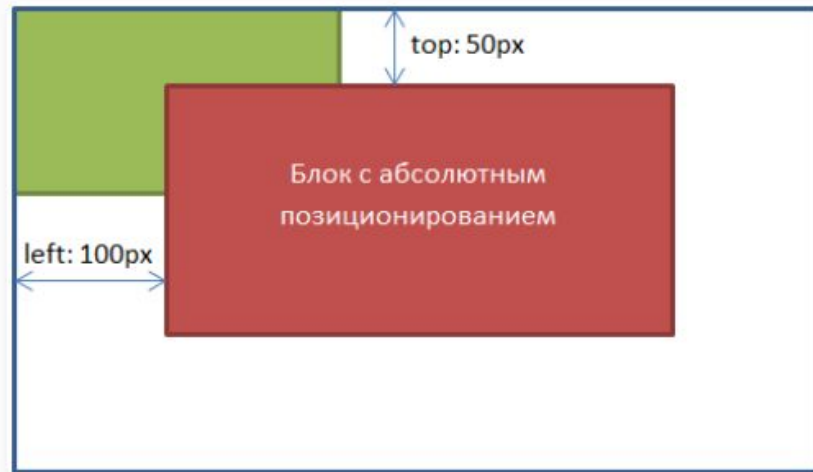 top: 50px
Блок с абсолютным
позиционированием
left: 100px